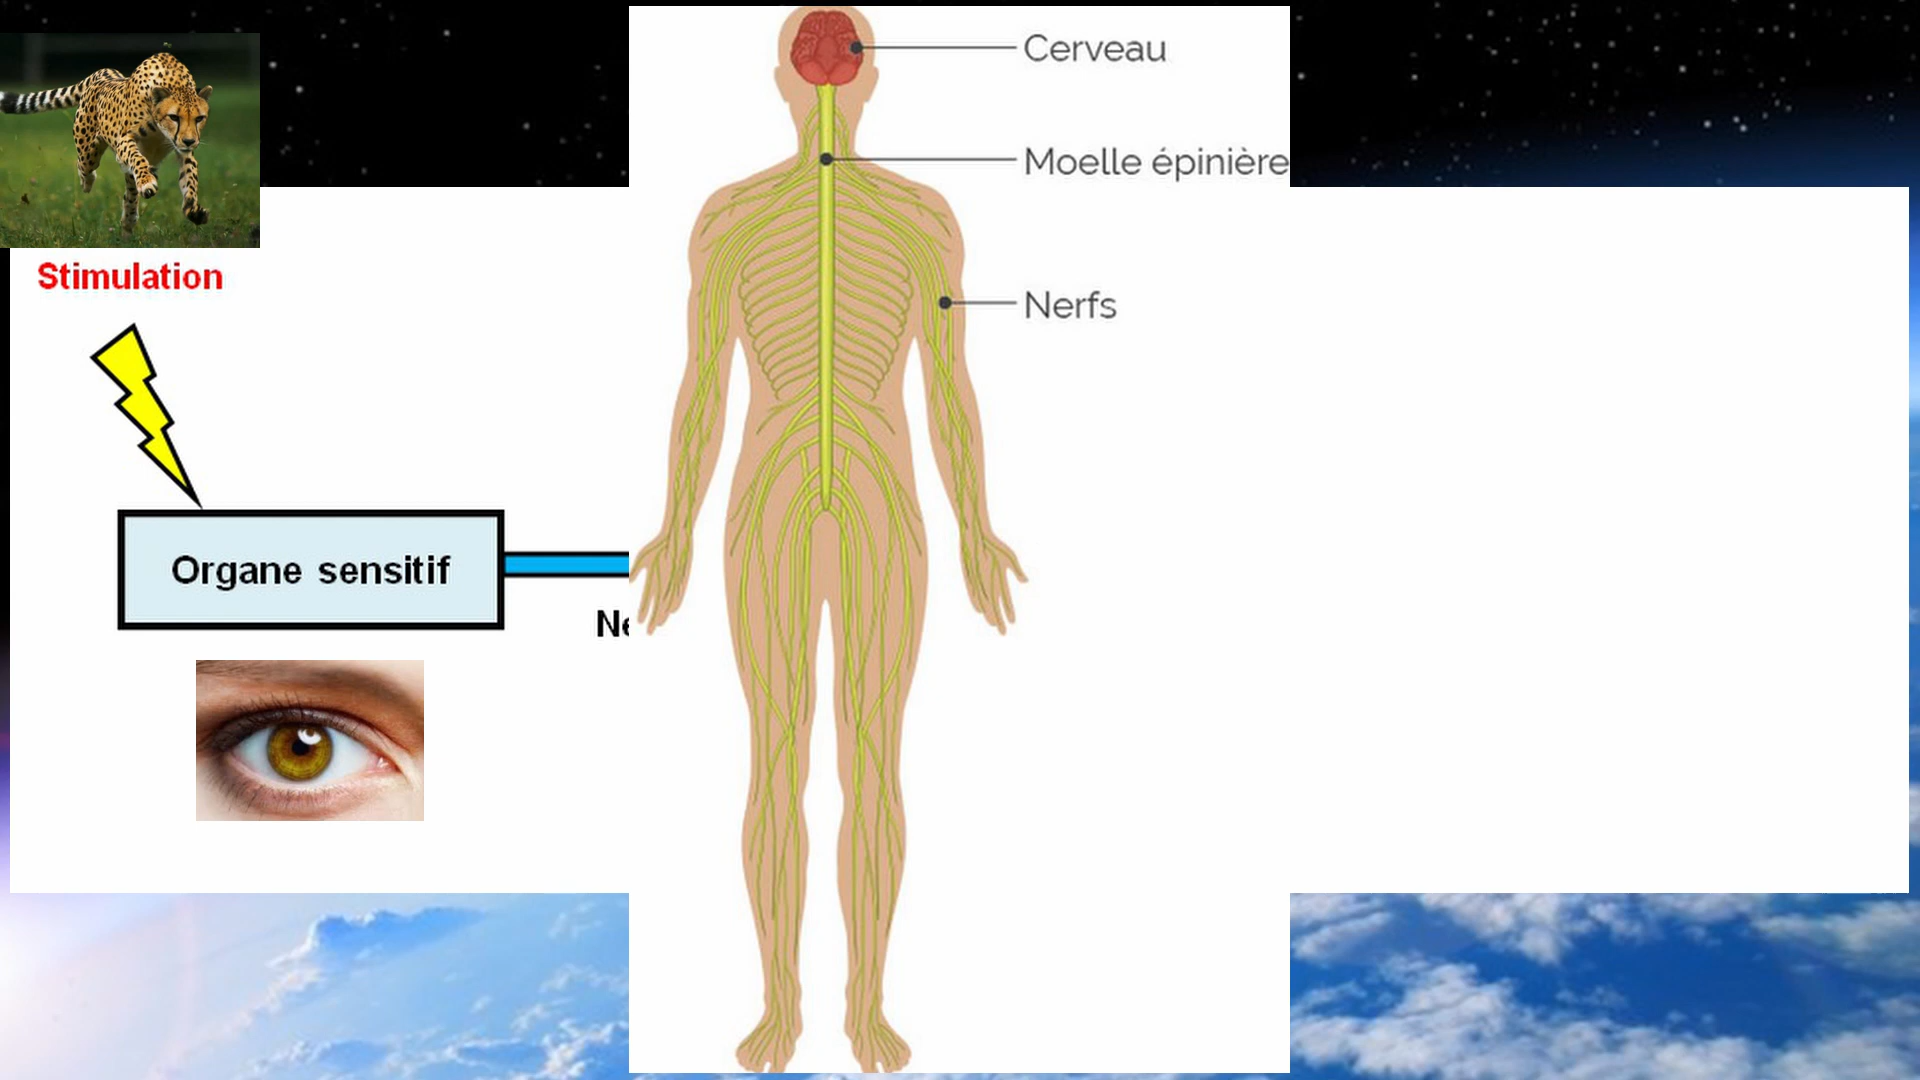 Cerveau
Moelle épinière
Stimulation
Nerfs
Organe sensitif